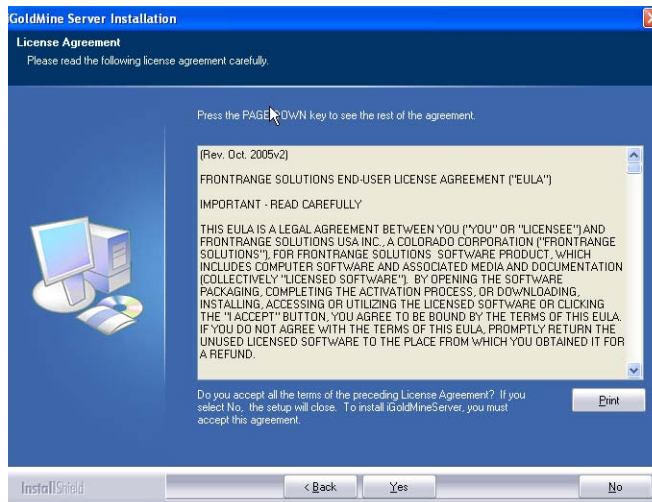 iGoldMine Server Installation
License Agreement
Please read the following license agreement carefully.
Press the PAGE DOWN key to see the rest of the agreement.
(Rev. Oct. 2005v2)
FRONTRANGE SOLUTIONS END-USER LICENSE AGREEMENT ("EULA")
IMPORTANT - READ CAREFULLY
THIS EULA IS A LEGAL AGREEMENT BETWEEN YOU ("YOU" OR "LICENSEE") AND
FRONTRANGE SOLUTIONS USA INC., A COLORADO CORPORATION ("FRONTRANGE
SOLUTIONS"), FOR FRONTRANGE SOLUTIONS SOFTWARE PRODUCT, WHICH
INCLUDES COMPUTER SOFTWARE AND ASSOCIATED MEDIA AND DOCUMENTATION
(COLLECTIVELY "LICENSED SOFTWARE"). BY OPENING THE SOFTWARE
PACKAGING, COMPLETING THE ACTIVATION PROCESS, OR DOWNLOADING,
INSTALLING, ACCESSING OR UTILIZING THE LICENSED SOFTWARE OR CLICKING
THE "I ACCEPT" BUTTON, YOU AGREE TO BE BOUND BY THE TERMS OF THIS EULA.
IF YOU DO NOT AGREE WITH THE TERMS OF THIS EULA, PROMPTLY RETURN THE
UNUSED LICENSED SOFTWARE TO THE PLACE FROM WHICH YOU OBTAINED IT FOR
A REFUND.
Do you accept all the terms of the preceding License Agreement? If you
select No, the setup will close. To install iGoldMineServer, you must
accept this agreement.
Print
InstallShield
< Back
Yes
No